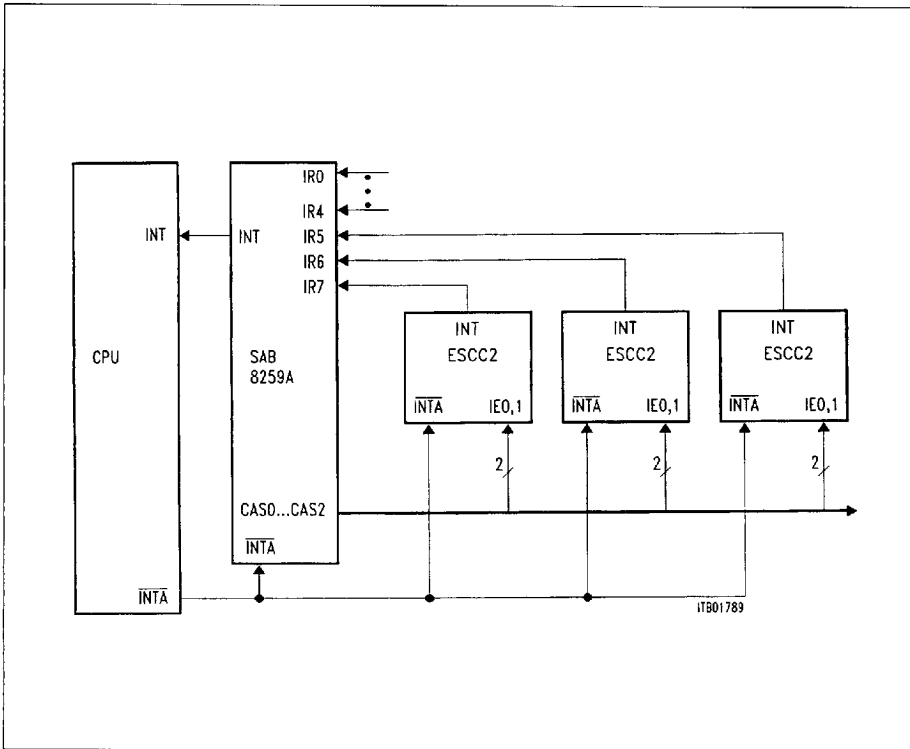 IR0
IR4
INT
INT
IR5
IR6
IR7
INT
ESCC2
INT
ESCC2
INT
ESCC2
CPU
SAB
8259A
INTA
IE0,1
INTA
IE0,1
INTA
IE0,1
2
2
2
CAS0...CAS2
INTA
INTA
ITB01789